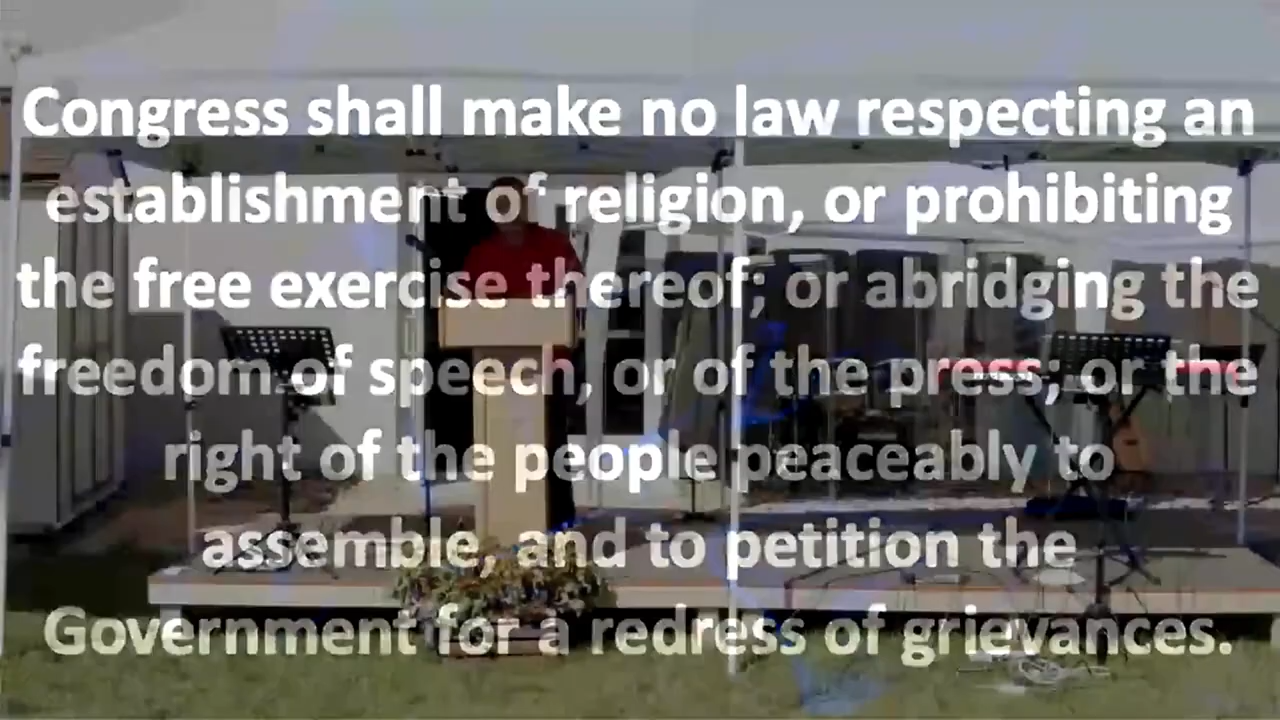 Congress shall make no law respecting an
establishment of religion, or prohibiting
the free exercise thereof; or abridging the
freedom of speech, or of the press; or the
right of the people peaceably to
assemble, and to petition the
Government for a redress of grievances.